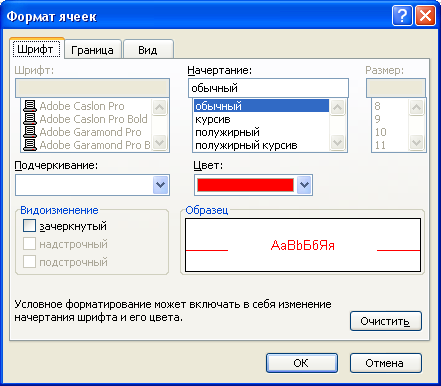 Формат ячеек
Шрифт Граница Вид
Шрифт: Начертание: Размер:
обычный
Adobe Caslon Pro обычный 8
Adobe Caslon Pro Bold курсив 9
Adobe Garamond Pro полужирный 10
Adobe Garamond Pro B полужирный курсив 11
Подчеркивание: Цвет:
Видоизменение Образец
зачеркнутый
надстрочный
подстрочный
АаBbБбЯя
Условное форматирование может включать в себя изменение
начертания шрифта и его цвета.
Очистить
ОК Отмена